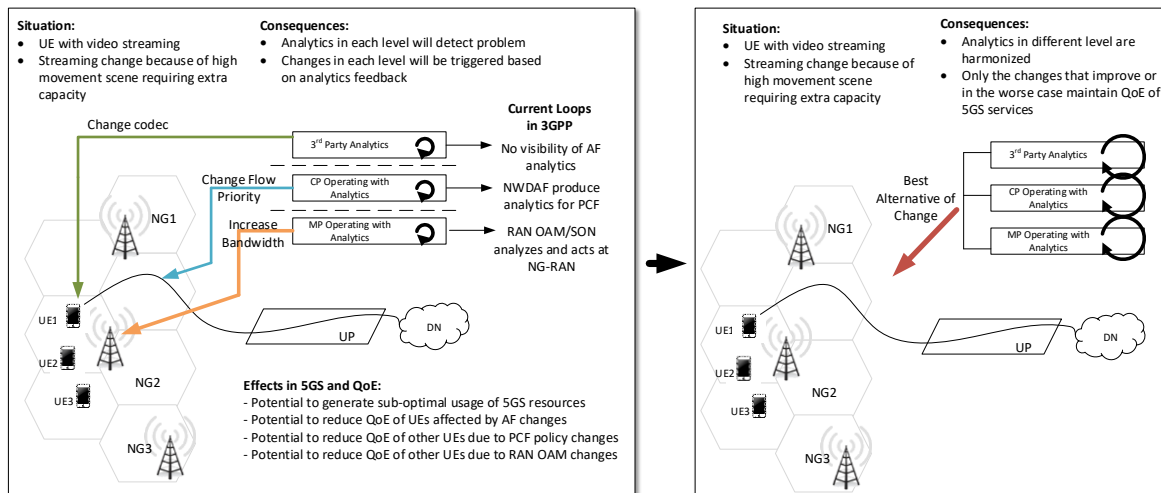 Situation:
• UE with video streaming
• Streaming change because of high
movement scene requiring extra
capacity
Consequences:
• Analytics in each level will detect problem
• Changes in each level will be triggered based
on analytics feedback
Current Loops
in 3GPP
Change codec
3rd Party Analytics
No visibility of AF
analytics
Change Flow
Priority
CP Operating with
Analytics
NWDAF produce
analytics for PCF
Increase
Bandwidth
MP Operating with
Analytics
RAN OAM/SON
analyzes and acts at
NG-RAN
NG1
UE1
UE2
UE3
NG2
NG3
UP
DN
Effects in 5GS and QoE:
- Potential to generate sub-optimal usage of 5GS resources
- Potential to reduce QoE of UEs affected by AF changes
- Potential to reduce QoE of other UEs due to PCF policy changes
- Potential to reduce QoE of other UEs due to RAN OAM changes
Situation:
• UE with video streaming
• Streaming change because of
high movement scene
requiring extra capacity
Consequences:
• Analytics in different level are
harmonized
• Only the changes that improve or
in the worse case maintain QoE of
5GS services
3rd Party Analytics
CP Operating with
Analytics
MP Operating with
Analytics
Best
Alternative of
Change
NG1
UE1
UE2
UE3
NG2
NG3
UP
DN